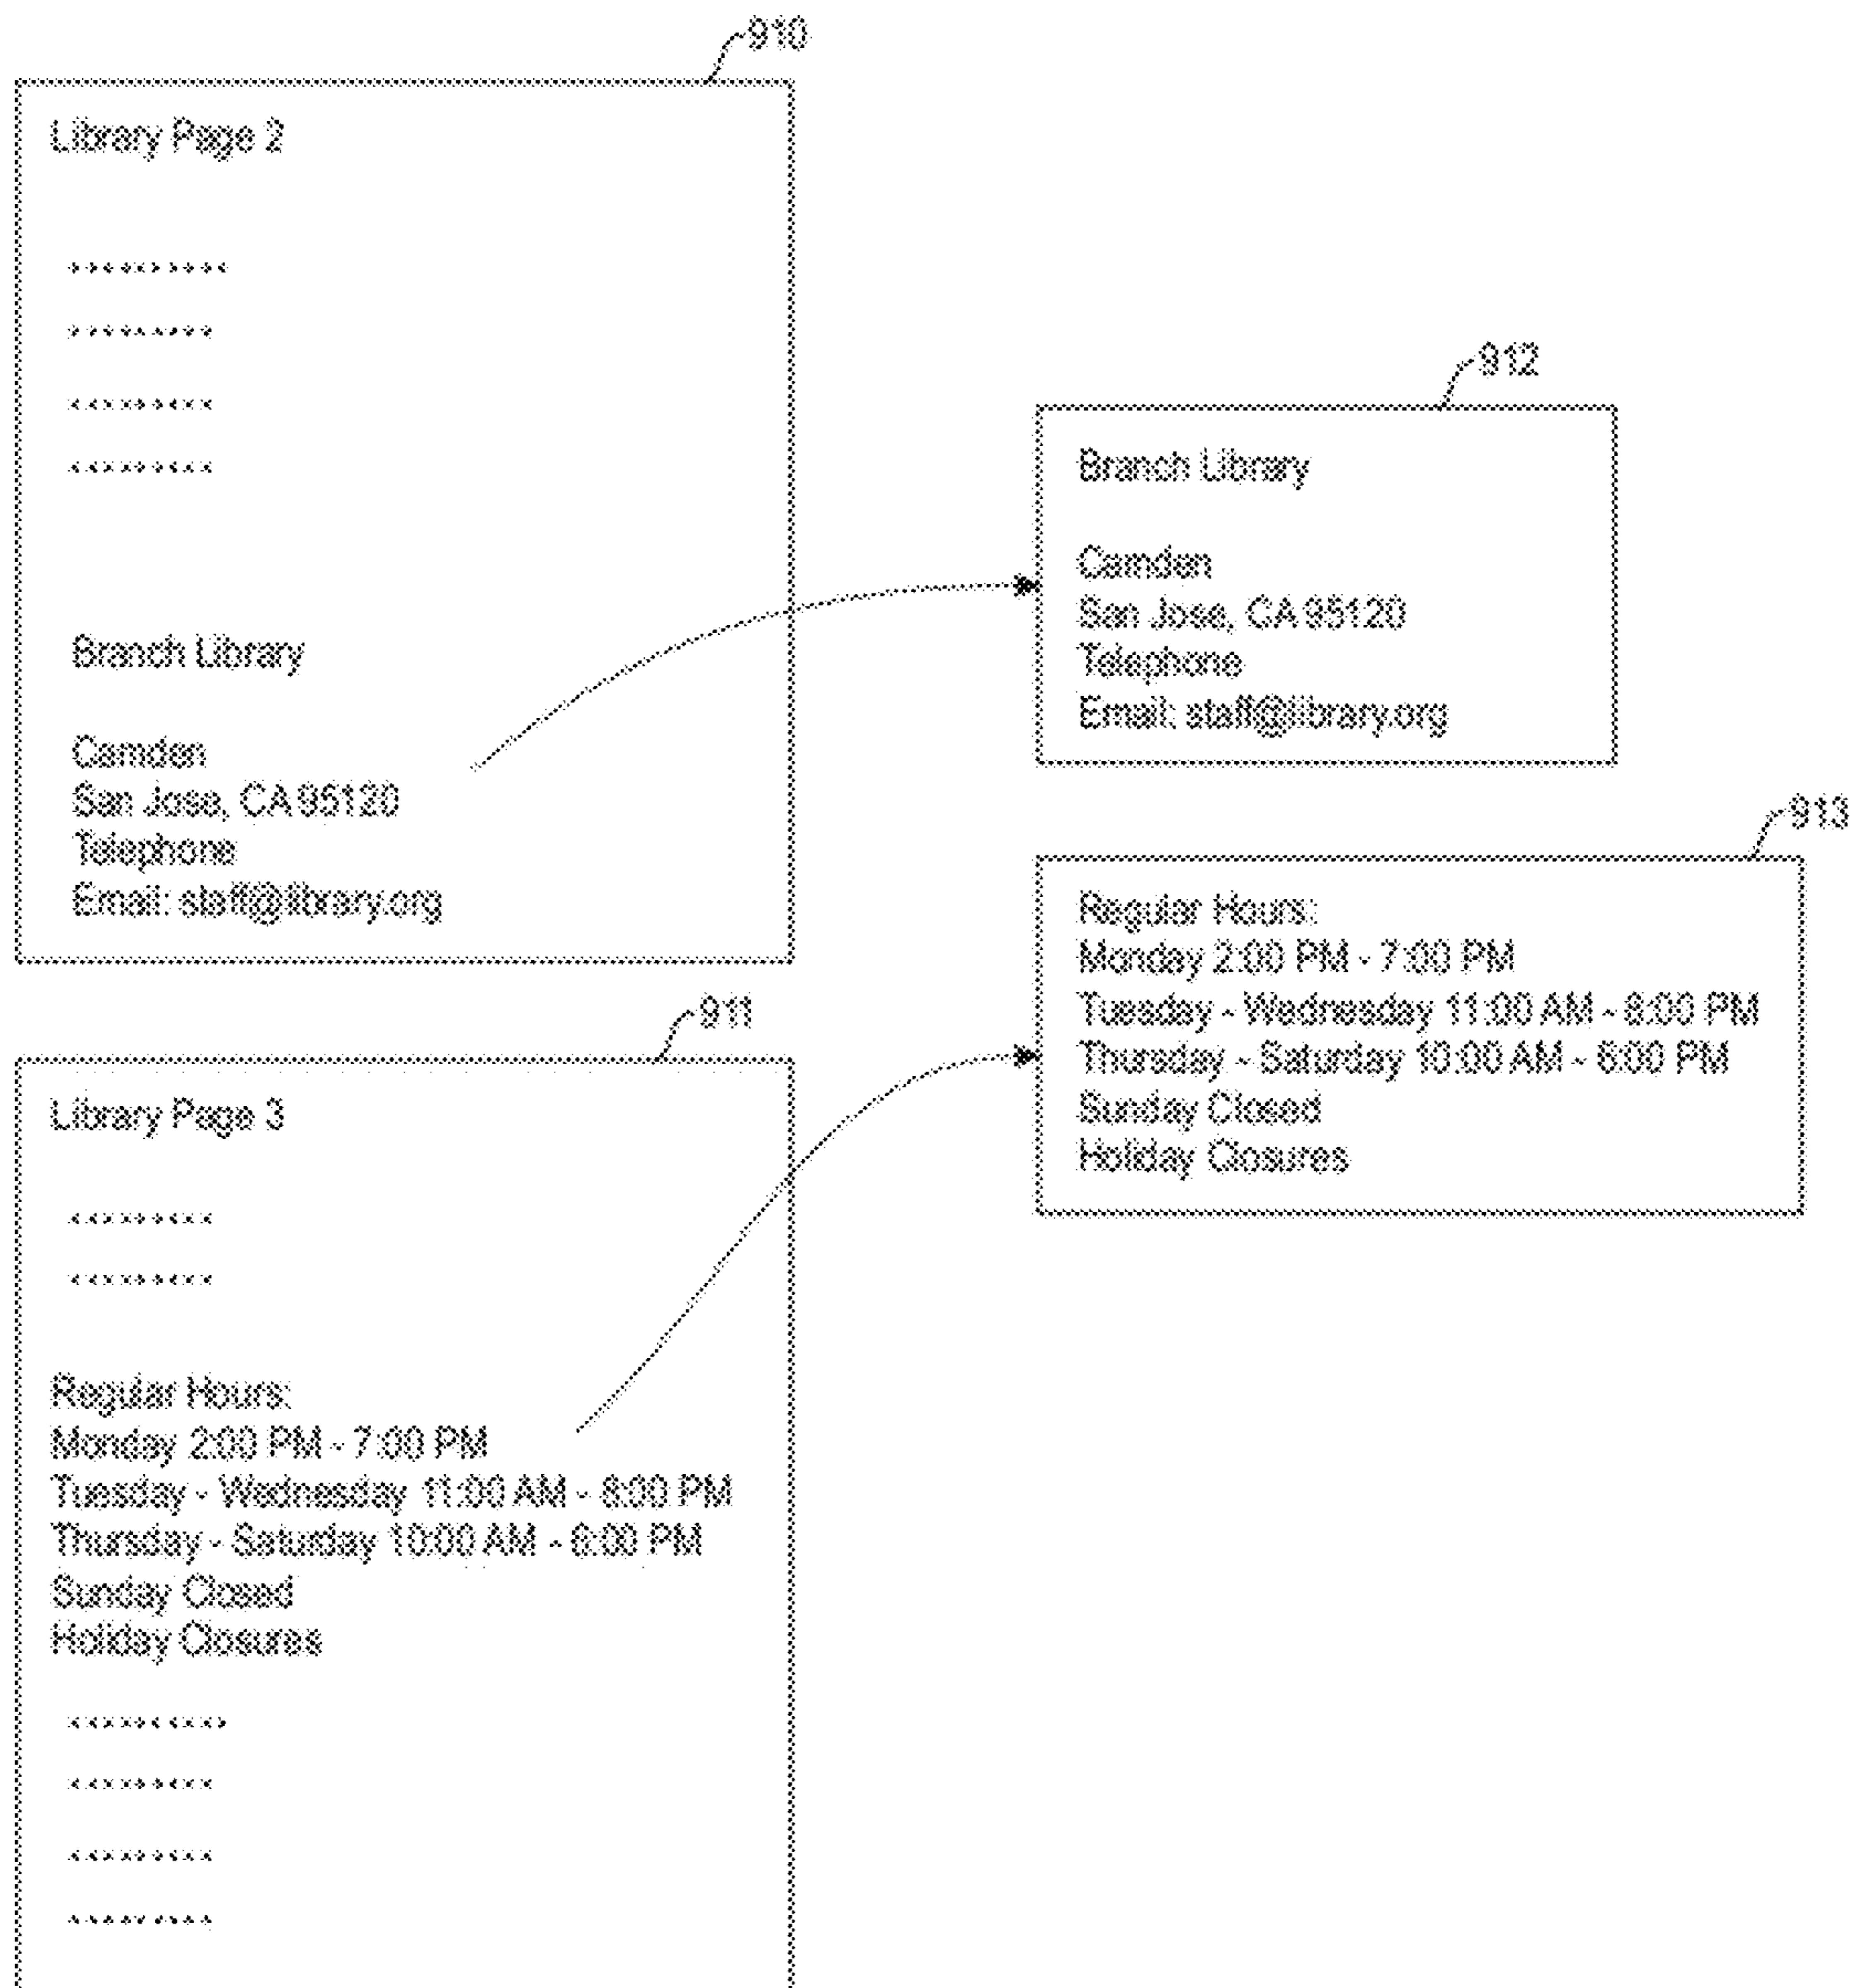 910
Library Page 2
Branch Library
Camden
San Jose, CA 95120
Telephone
Email: staff@library.org
912
Branch Library
Camden
San Jose, CA 95120
Telephone
Email: staff@library.org
913
Regular Hours:
Monday 2:00 PM - 7:00 PM
Tuesday - Wednesday 11:00 AM - 8:00 PM
Thursday - Saturday 10:00 AM - 6:00 PM
Sunday Closed
Holiday Closures
911
Library Page 3
Regular Hours:
Monday 2:00 PM - 7:00 PM
Tuesday - Wednesday 11:00 AM - 8:00 PM
Thursday - Saturday 10:00 AM - 6:00 PM
Sunday Closed
Holiday Closures